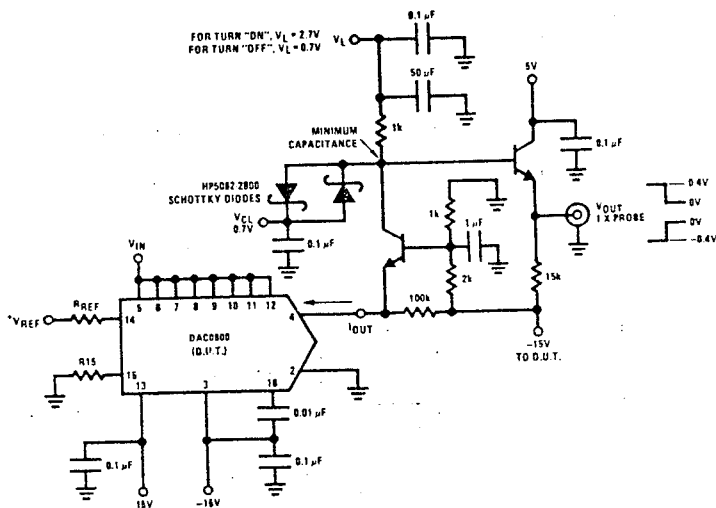 FOR TURN "ON", VL = 2.7V
FOR TURN "OFF", VL = 0.7V
VL
0.1 µF
50 µF
5V
1k
MINIMUM
CAPACITANCE
0.1 µF
HP5082-2800
SCHOTTKY DIODES
VCL
0.7V
0.1 µF
1k
1 µF
2k
VOUT
1 X PROBE
0.4V
0V
0V
-0.4V
15k
100k
IOUT
-15V
TO D.U.T.
VIN
5 6 7 8 9 10 11 12
+VREF
RREF
14
4
DAC0800
(D.U.T.)
R15
15
2
13
3
16
0.01 µF
0.1 µF
0.1 µF
15V
-15V